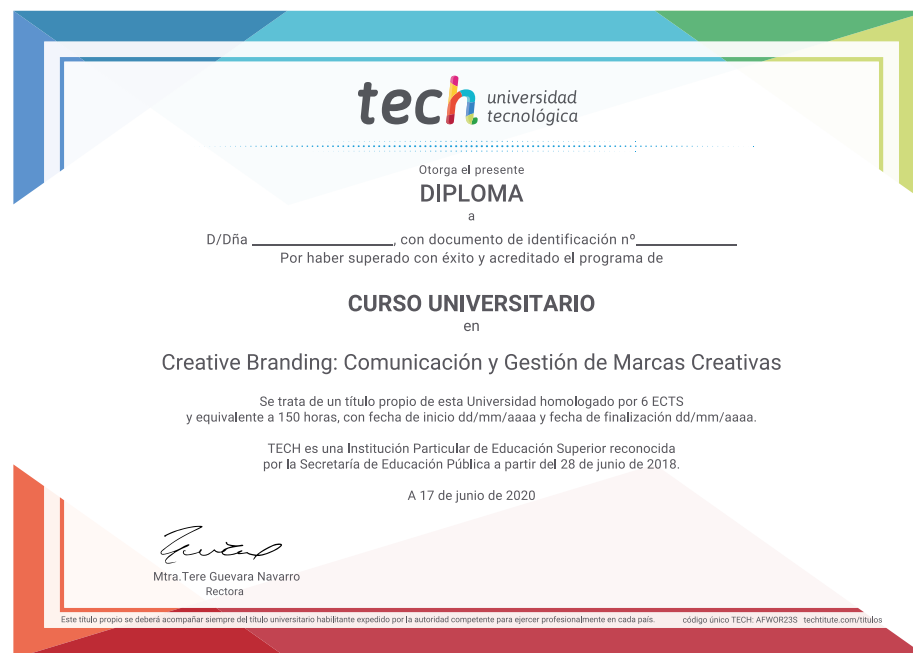 tech universidad
tecnológica
Otorga el presente
DIPLOMA
a
D/Dña ____________________, con documento de identificación nº______________
Por haber superado con éxito y acreditado el programa de
CURSO UNIVERSITARIO
en
Creative Branding: Comunicación y Gestión de Marcas Creativas
Se trata de un título propio de esta Universidad homologado por 6 ECTS
y equivalente a 150 horas, con fecha de inicio dd/mm/aaaa y fecha de finalización dd/mm/aaaa.
TECH es una Institución Particular de Educación Superior reconocida
por la Secretaría de Educación Pública a partir del 28 de junio de 2018.
A 17 de junio de 2020
Mtra.Tere Guevara Navarro
Rectora
Este título propio se deberá acompañar siempre del título universitario habilitante expedido por la autoridad competente para ejercer profesionalmente en cada país. código único TECH: AFWOR23S techtitute.com/titulos